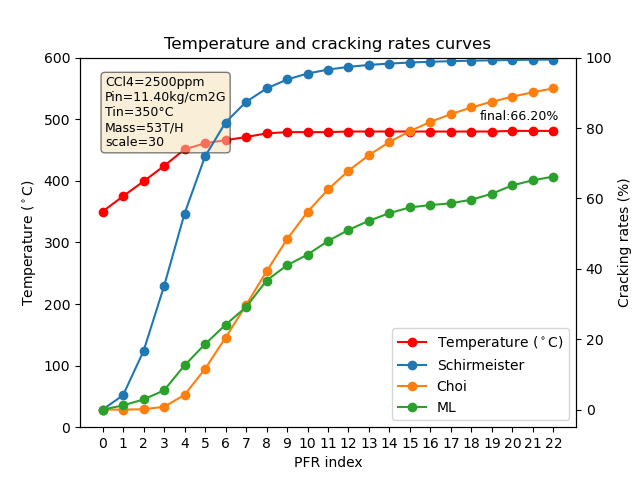 Temperature and cracking rates curves
CCl4=2500ppm
Pin=11.40kg/cm2G
Tin=350°C
Mass=53T/H
scale=30
final:66.20%
Temperature (°C)
600
500
400
300
200
100
0
Cracking rates (%)
100
80
60
40
20
0
Temperature (°C)
Schirmeister
Choi
ML
0 1 2 3 4 5 6 7 8 9 10 11 12 13 14 15 16 17 18 19 20 21 22
PFR index